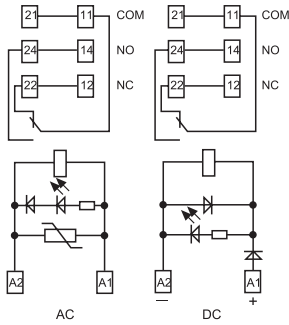 21 11 COM 21 11 COM
24 14 NO 24 14 NO
22 12 NC 22 12 NC
A2 A1 A2 A1
− +
AC DC